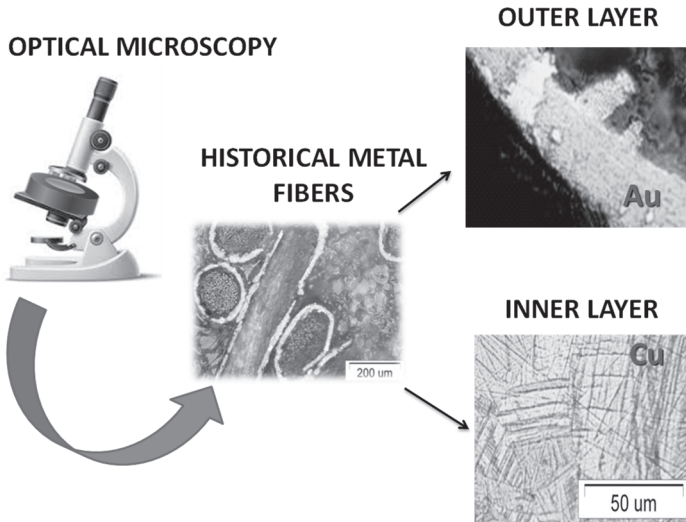 OPTICAL MICROSCOPY
HISTORICAL METAL
FIBERS
200 um
OUTER LAYER
Au
INNER LAYER
Cu
50 um